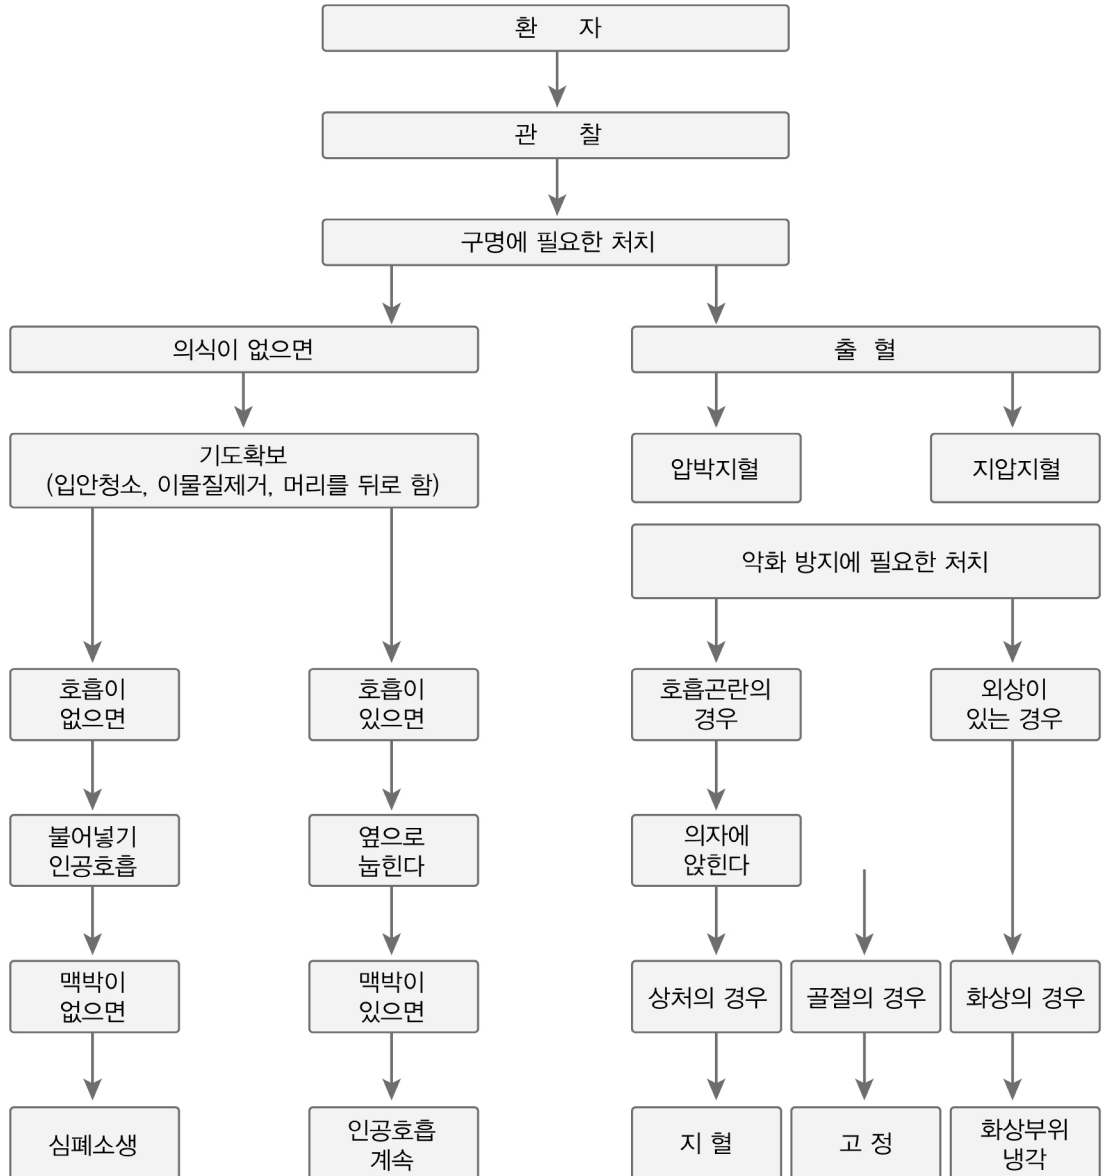 환 자
관 찰
구명에 필요한 처치
의식이 없으면
출 혈
기도확보
(입안청소, 이물질제거, 머리를 뒤로 함)
압박지혈
지압지혈
악화 방지에 필요한 처치
호흡이
없으면
호흡이
있으면
호흡곤란의
경우
외상이
있는 경우
불어넣기
인공호흡
옆으로
눕힌다
의자에
앉힌다
맥박이
없으면
맥박이
있으면
상처의 경우
골절의 경우
화상의 경우
심폐소생
인공호흡
계속
지 혈
고 정
화상부위
냉각